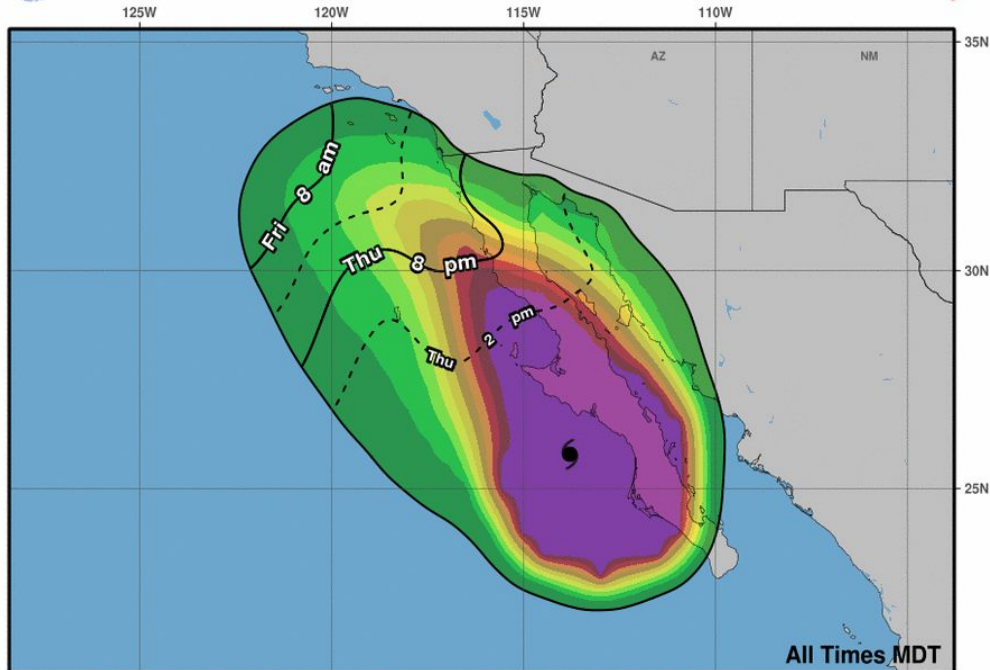 125W 120W 115W 110W
35N
AZ NM
8 am
Fri
Thu 8 pm
30N
Thu 2 pm
25N
All Times MDT